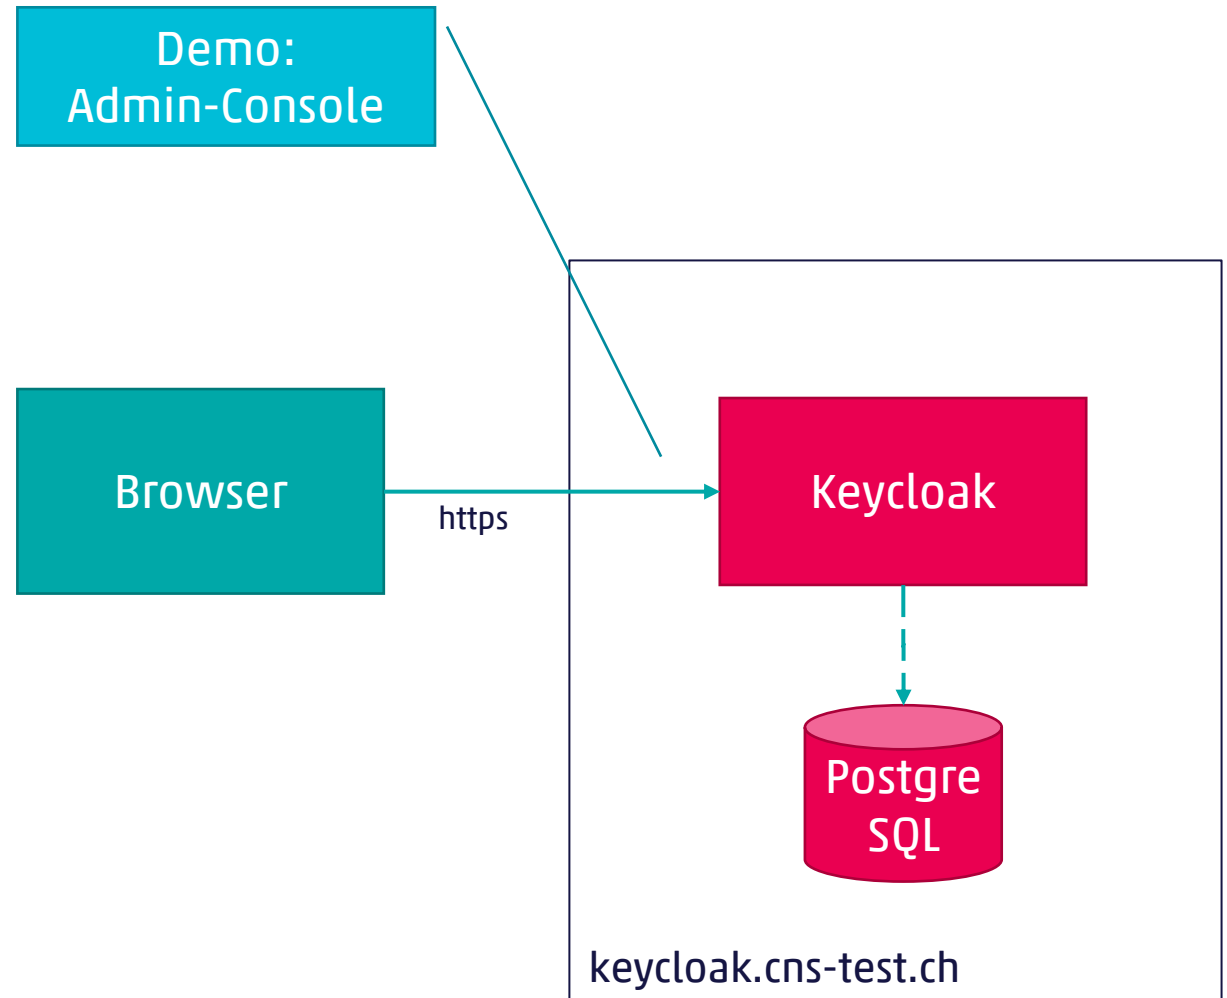 Demo:
Admin-Console
Browser
https
Keycloak
Postgre
SQL
keycloak.cns-test.ch